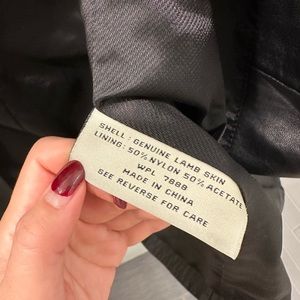 SHELL: GENUINE LAMB SKIN
LINING: 50% NYLON 50% ACETATE
WPL 7888
MADE IN CHINA
SEE REVERSE FOR CARE